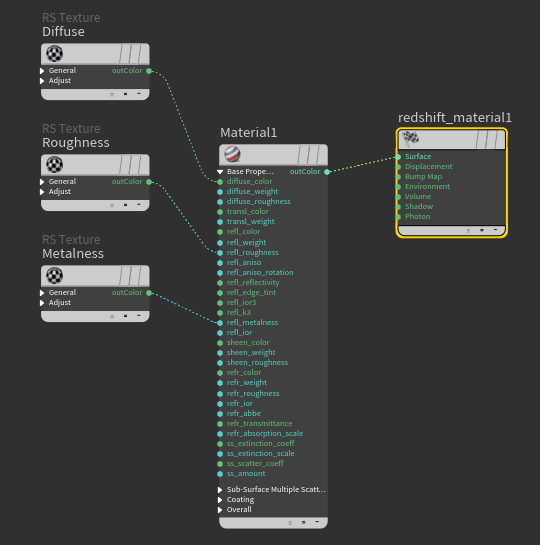 RS Texture
Diffuse
General outColor
Adjust
RS Texture
Roughness
General outColor
Adjust
RS Texture
Metalness
General outColor
Adjust
Material1
Base Prope... outColor
diffuse_color
diffuse_weight
diffuse_roughness
transl_color
transl_weight
refl_color
refl_weight
refl_roughness
refl_aniso
refl_aniso_rotation
refl_reflectivity
refl_edge_tint
refl_ior3
refl_k3
refl_metalness
refl_ior
sheen_color
sheen_weight
sheen_roughness
refr_color
refr_weight
refr_roughness
refr_ior
refr_abbe
refr_transmittance
refr_absorption_scale
ss_extinction_coeff
ss_extinction_scale
ss_scatter_coeff
ss_amount
Sub-Surface Multiple Scatt...
Coating
Overall
redshift_material1
Surface
Displacement
Bump Map
Environment
Volume
Shadow
Photon